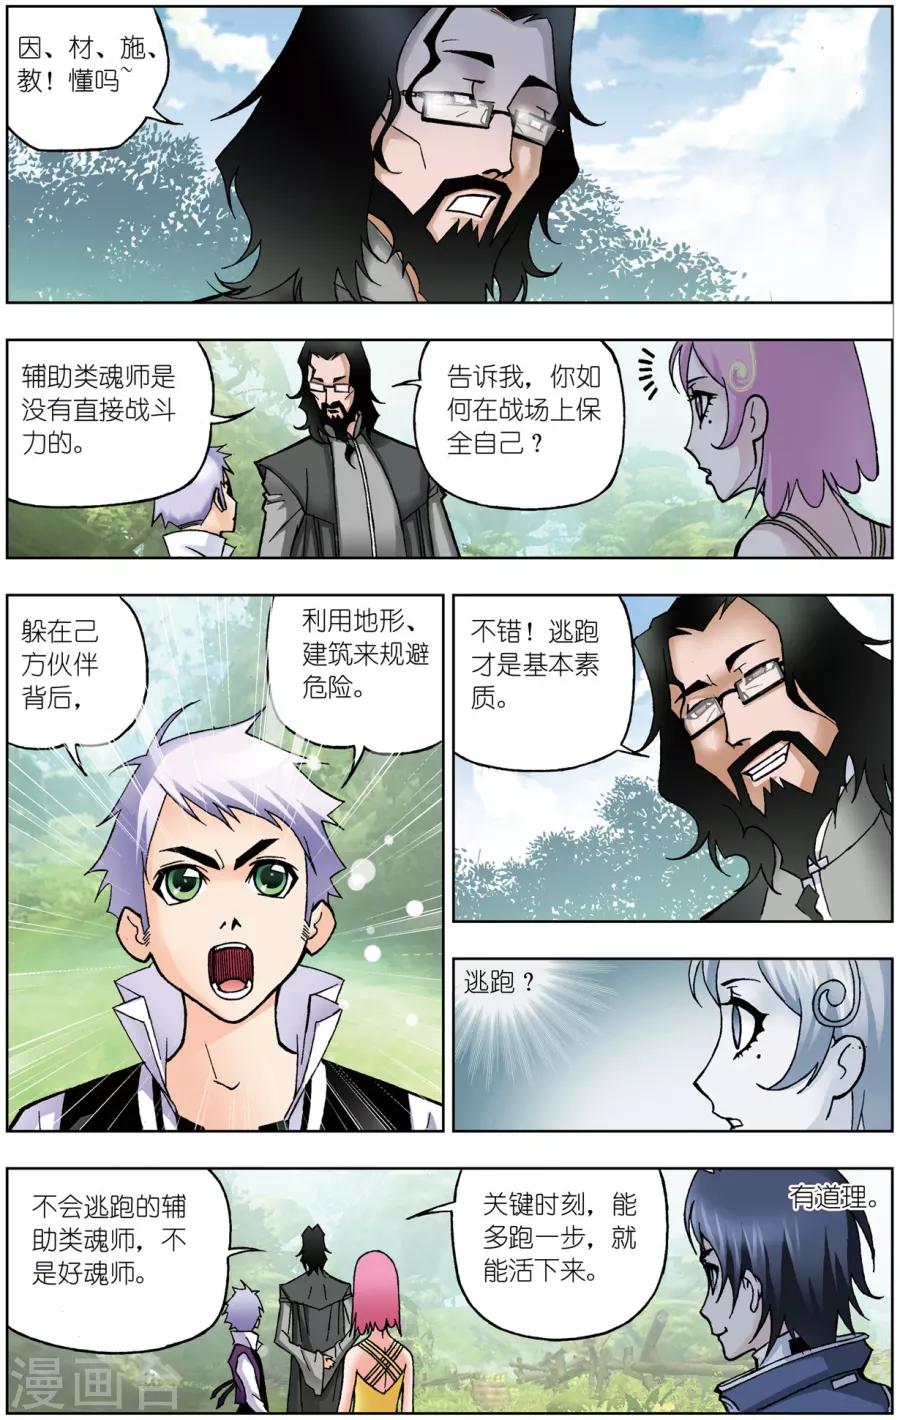 因、材、施、
教！懂吗~
辅助类魂师是
没有直接战斗
力的。
告诉我，你如
何在战场上保
全自己？
躲在己
方伙伴
背后，
利用地形、
建筑来规避
危险。
不错！逃跑
才是基本素
质。
逃跑？
不会逃跑的辅
助类魂师，不
是好魂师。
关键时刻，能
多跑一步，就
能活下来。
有道理。
漫画台